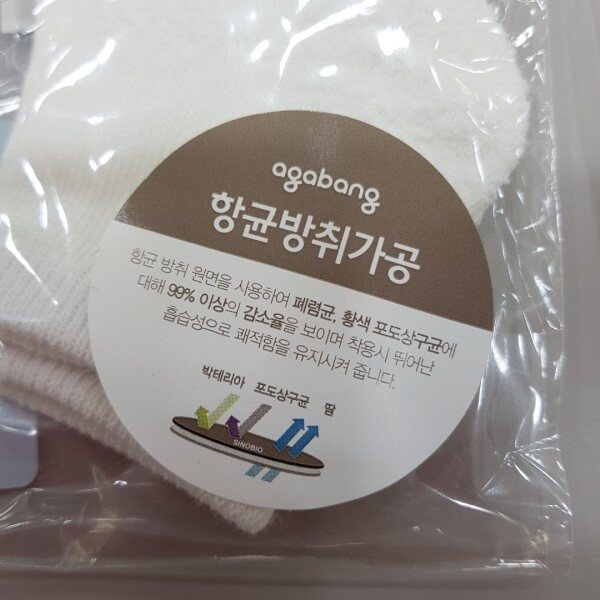 agabang
항균방취가공
항균 방취 원면을 사용하여 폐렴균, 황색 포도상구균에
대해 99% 이상의 감소율을 보이며 착용시 뛰어난
흡습성으로 쾌적함을 유지시켜 줍니다.
박테리아 포도상구균 땀
SINOBIO